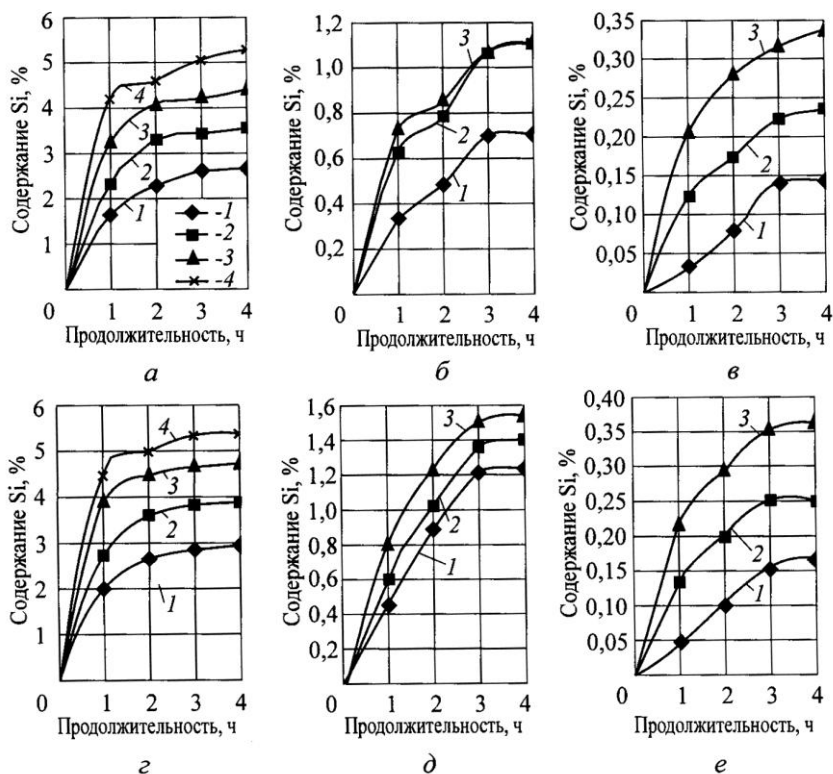 Содержание Si, %
6
5
4
3
2
1
0
1 2 3 4
Продолжительность, ч
4
3
2
1
-1
-2
-3
-4
а
Содержание Si, %
1,2
1,0
0,8
0,6
0,4
0,2
0
1 2 3 4
Продолжительность, ч
3
2
1
б
Содержание Si, %
0,35
0,30
0,25
0,20
0,15
0,10
0,05
0
1 2 3 4
Продолжительность, ч
3
2
1
в
Содержание Si, %
6
5
4
3
2
1
0
1 2 3 4
Продолжительность, ч
4
3
2
1
г
Содержание Si, %
1,6
1,4
1,2
1,0
0,8
0,6
0,4
0,2
0
1 2 3 4
Продолжительность, ч
3
2
1
д
Содержание Si, %
0,40
0,35
0,30
0,25
0,20
0,15
0,10
0,05
0
1 2 3 4
Продолжительность, ч
3
2
1
е